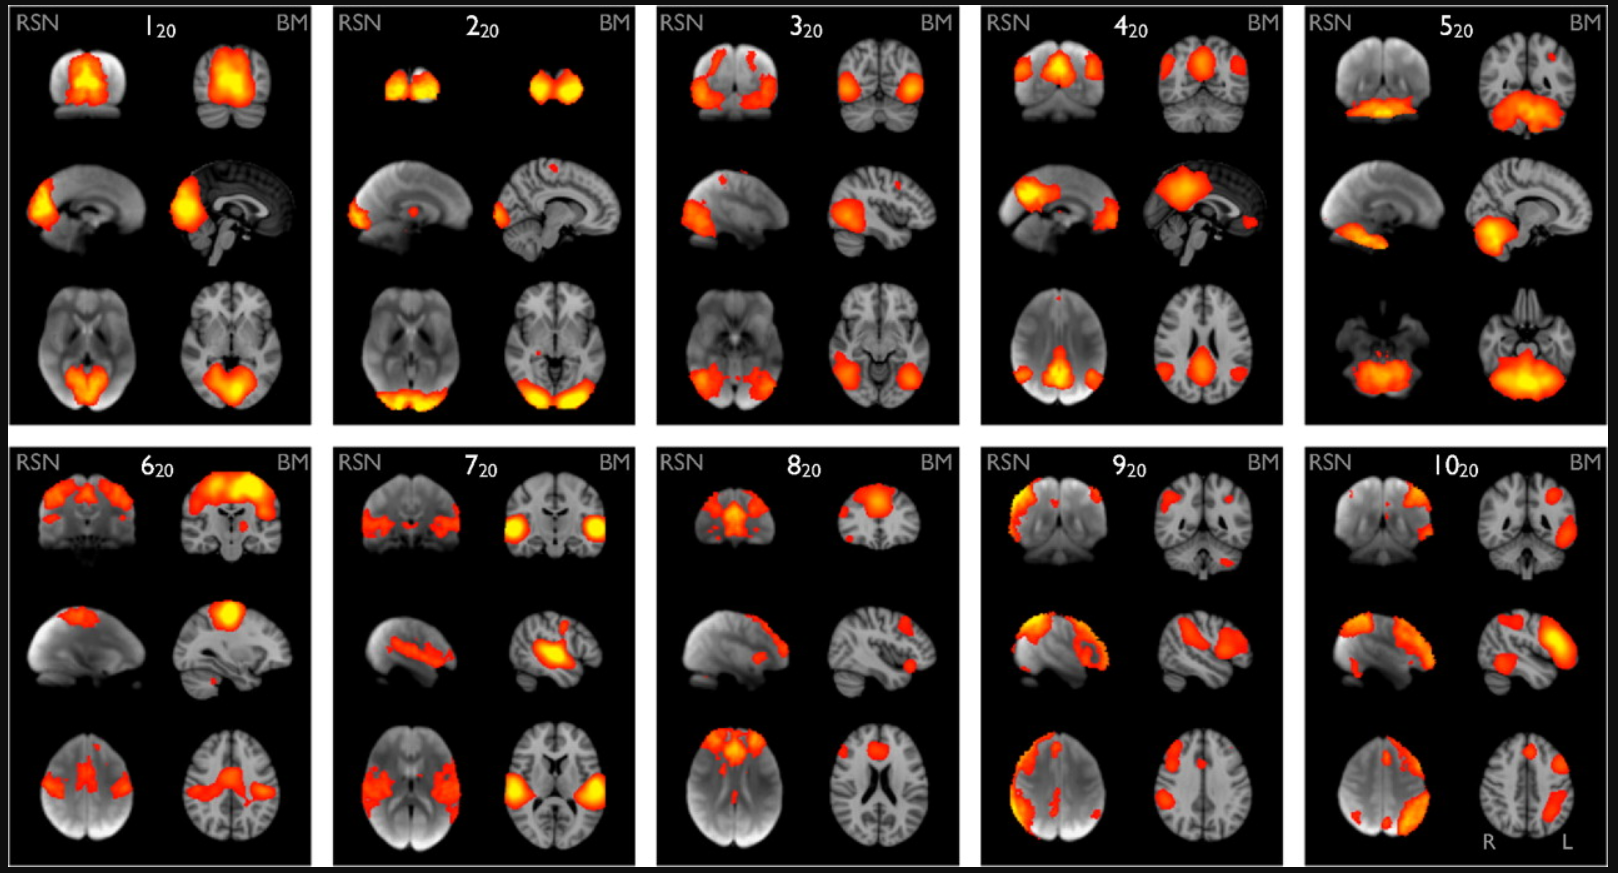 RSN 1₂₀ BM
RSN 2₂₀ BM
RSN 3₂₀ BM
RSN 4₂₀ BM
RSN 5₂₀ BM
RSN 6₂₀ BM
RSN 7₂₀ BM
RSN 8₂₀ BM
RSN 9₂₀ BM
RSN 10₂₀ BM
R L